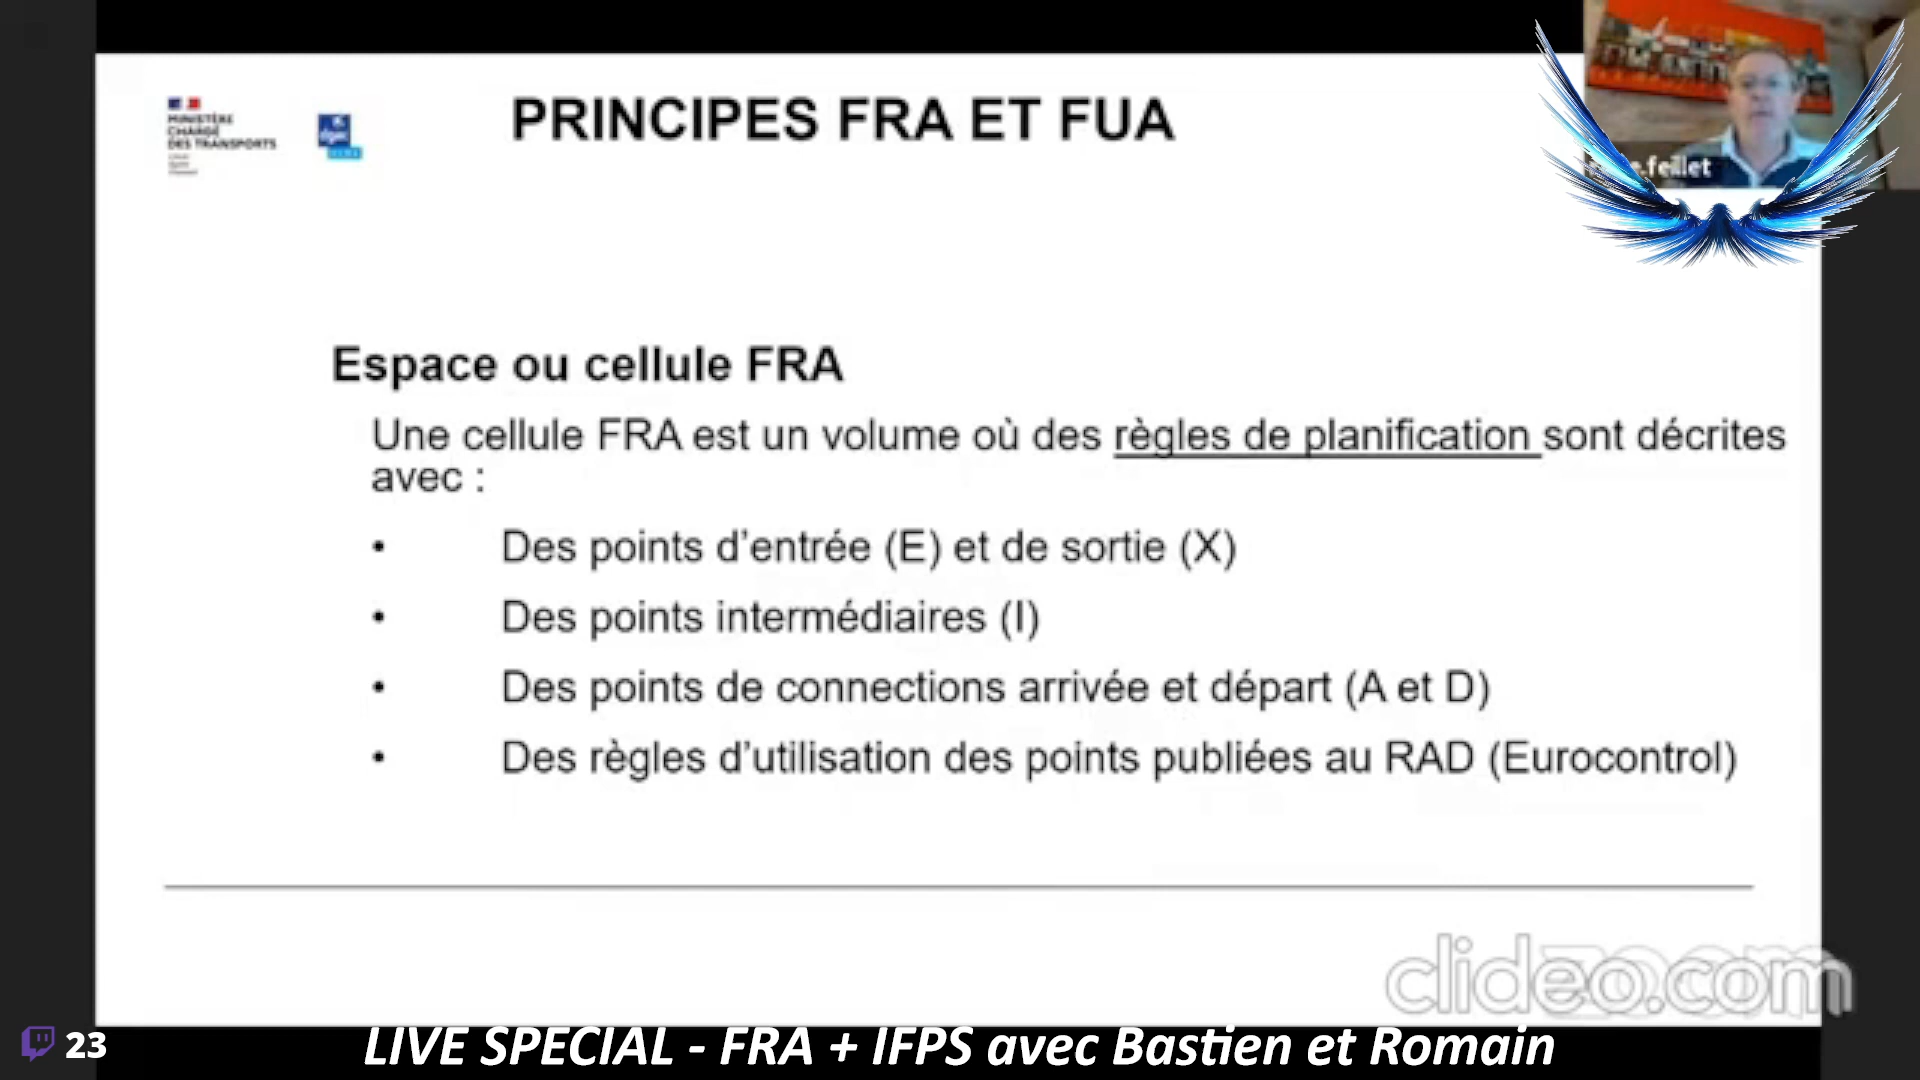 MINISTÈRE
CHARGÉ
DES TRANSPORTS
PRINCIPES FRA ET FUA
.feillet
Espace ou cellule FRA
Une cellule FRA est un volume où des règles de planification sont décrites
avec :
• Des points d'entrée (E) et de sortie (X)
• Des points intermédiaires (I)
• Des points de connections arrivée et départ (A et D)
• Des règles d'utilisation des points publiées au RAD (Eurocontrol)
clideo.com
23
LIVE SPECIAL - FRA + IFPS avec Bastien et Romain